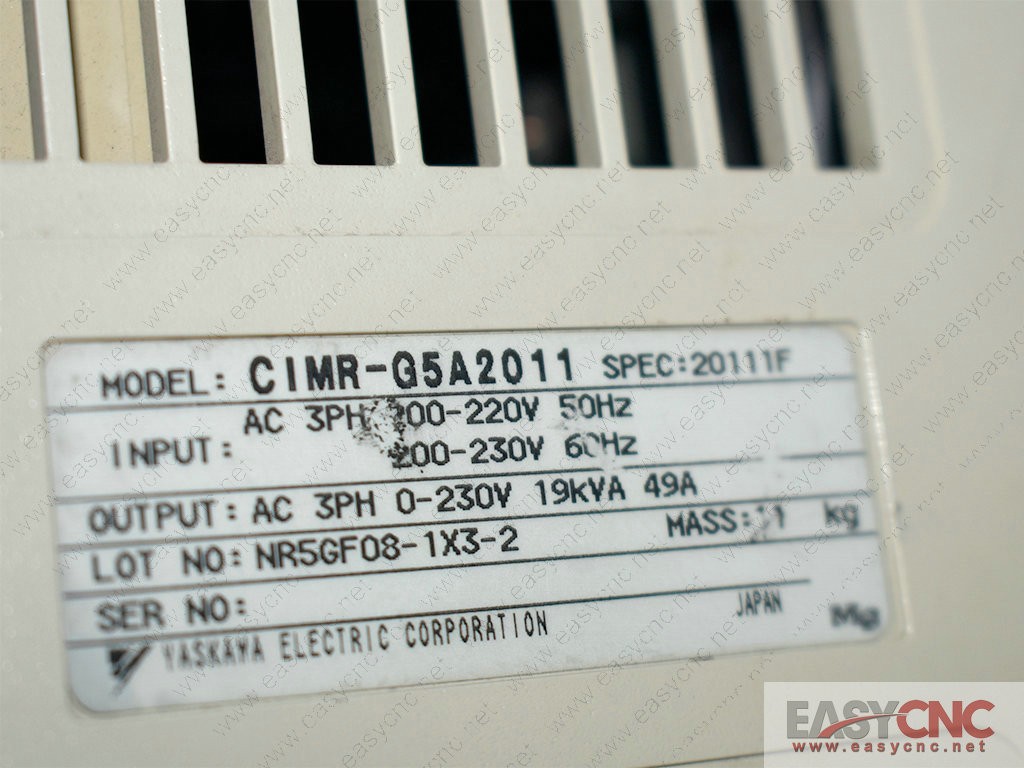 MODEL: CIMR-G5A2011 SPEC:20111F
AC 3PH 200-220V 50Hz
INPUT:
200-230V 60Hz
OUTPUT: AC 3PH 0-230V 19kVA 49A
MASS: 11 kg
LOT NO: NR5GF08-1X3-2
SER NO:
YASKAWA ELECTRIC CORPORATION JAPAN Mg
EASYCNC
www.easycnc.net